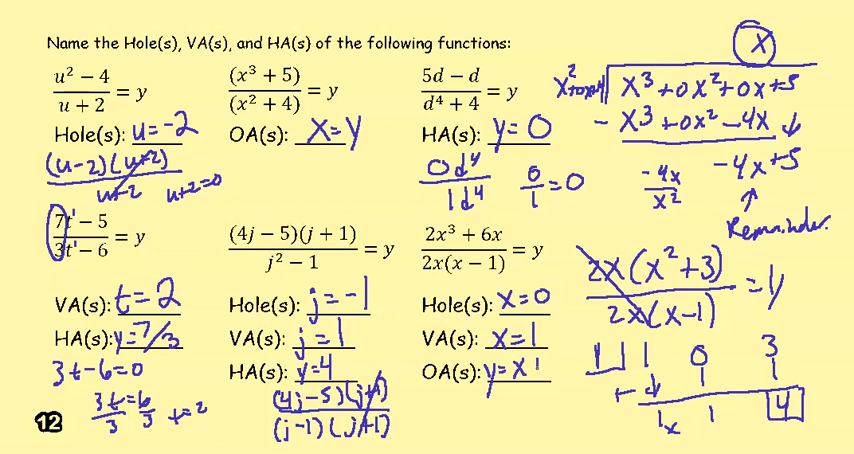 Name the Hole(s), VA(s), and HA(s) of the following functions:
(u² − 4)/(u + 2) = y
Hole(s): u=-2
(u-2)(u+2)
u+2
u+2=0
(x³ + 5)/(x² + 4) = y
OA(s): x=y
(5d − d)/(d⁴ + 4) = y
HA(s): y=0
0d⁴/1d⁴
0/1=0
x
x³+0x²+0x+5
- x³+0x²-4x
-4x+5
-4x/x²
Remainder.
(7t¹ − 5)/(3t¹ − 6) = y
VA(s): t=2
HA(s): y=7/3
3t-6=0
3t/3=6/3 t=2
((4j − 5)(j + 1))/(j² − 1) = y
Hole(s): j=-1
VA(s): j=1
HA(s): y=4
(4j-5)(j+1)
(j-1)(j+1)
(2x³ + 6x)/(2x(x − 1)) = y
Hole(s): x=0
VA(s): x=1
OA(s): y=x
2x(x²+3)/2x(x-1) =y
1 1 0 3
+ 1 1
1x 1 4
12